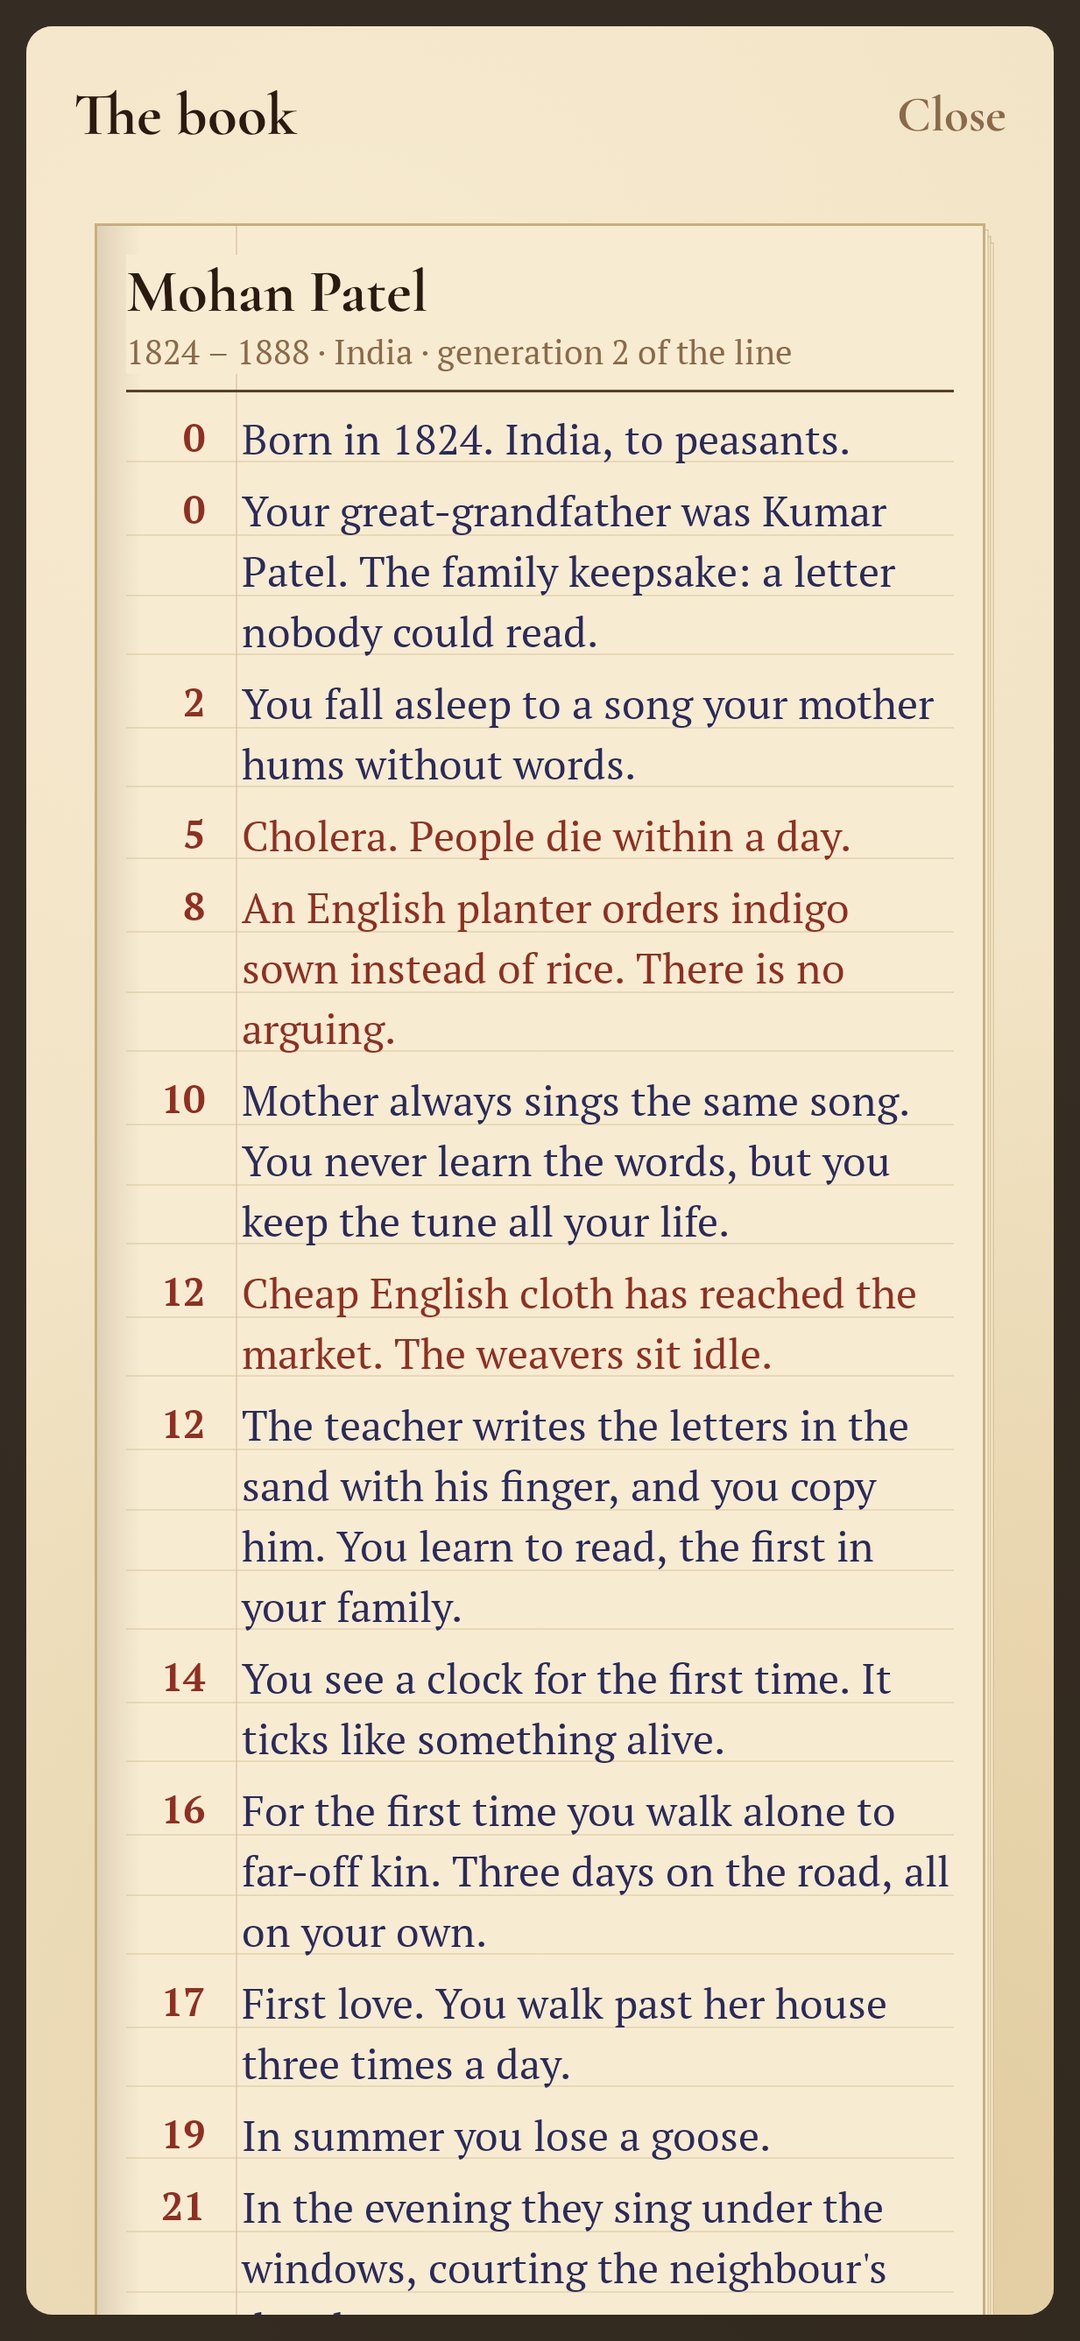 The book
Close
Mohan Patel
1824 – 1888 · India · generation 2 of the line
0 Born in 1824. India, to peasants.
0 Your great-grandfather was Kumar
Patel. The family keepsake: a letter
nobody could read.
2 You fall asleep to a song your mother
hums without words.
5 Cholera. People die within a day.
8 An English planter orders indigo
sown instead of rice. There is no
arguing.
10 Mother always sings the same song.
You never learn the words, but you
keep the tune all your life.
12 Cheap English cloth has reached the
market. The weavers sit idle.
12 The teacher writes the letters in the
sand with his finger, and you copy
him. You learn to read, the first in
your family.
14 You see a clock for the first time. It
ticks like something alive.
16 For the first time you walk alone to
far-off kin. Three days on the road, all
on your own.
17 First love. You walk past her house
three times a day.
19 In summer you lose a goose.
21 In the evening they sing under the
windows, courting the neighbour's